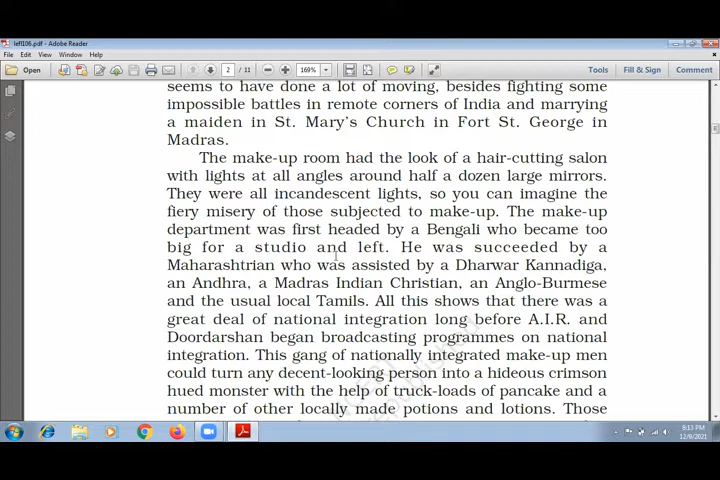 lefl106.pdf - Adobe Reader
File Edit View Window Help
Open 2 / 11 169% Tools Fill & Sign Comment
seems to have done a lot of moving, besides fighting some
impossible battles in remote corners of India and marrying
a maiden in St. Mary's Church in Fort St. George in
Madras.
The make-up room had the look of a hair-cutting salon
with lights at all angles around half a dozen large mirrors.
They were all incandescent lights, so you can imagine the
fiery misery of those subjected to make-up. The make-up
department was first headed by a Bengali who became too
big for a studio and left. He was succeeded by a
Maharashtrian who was assisted by a Dharwar Kannadiga,
an Andhra, a Madras Indian Christian, an Anglo-Burmese
and the usual local Tamils. All this shows that there was a
great deal of national integration long before A.I.R. and
Doordarshan began broadcasting programmes on national
integration. This gang of nationally integrated make-up men
could turn any decent-looking person into a hideous crimson
hued monster with the help of truck-loads of pancake and a
number of other locally made potions and lotions. Those
6:13 PM
12/9/2021